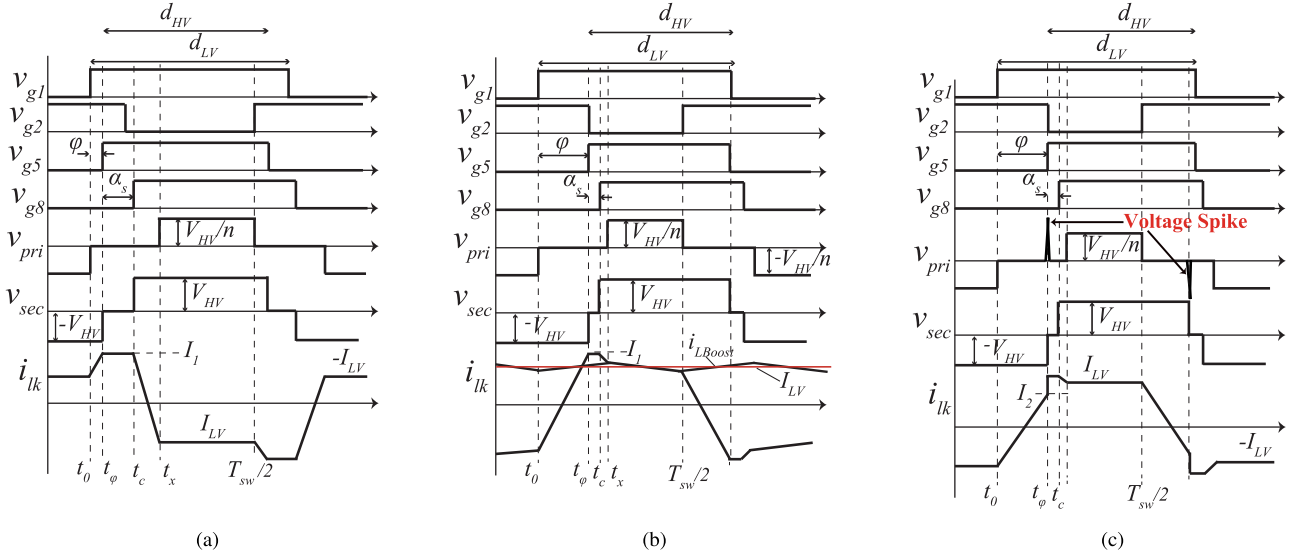 d_HV
d_LV
v_g1
v_g2
v_g5
φ
v_g8
α_s
v_pri
V_HV/n
v_sec
V_HV
-V_HV
i_lk
I_1
-I_LV
I_LV
t_0 t_φ t_c t_x T_sw/2
(a)
d_HV
d_LV
v_g1
v_g2
v_g5
φ
v_g8
α_s
v_pri
V_HV/n
-V_HV/n
v_sec
V_HV
-V_HV
i_lk
I_1
i_LBoost
I_LV
t_0 t_φ t_c t_x T_sw/2
(b)
d_HV
d_LV
v_g1
v_g2
v_g5
φ
v_g8
α_s
Voltage Spike
v_pri
V_HV/n
v_sec
V_HV
-V_HV
i_lk
I_2
I_LV
-I_LV
t_0 t_φ t_c T_sw/2
(c)